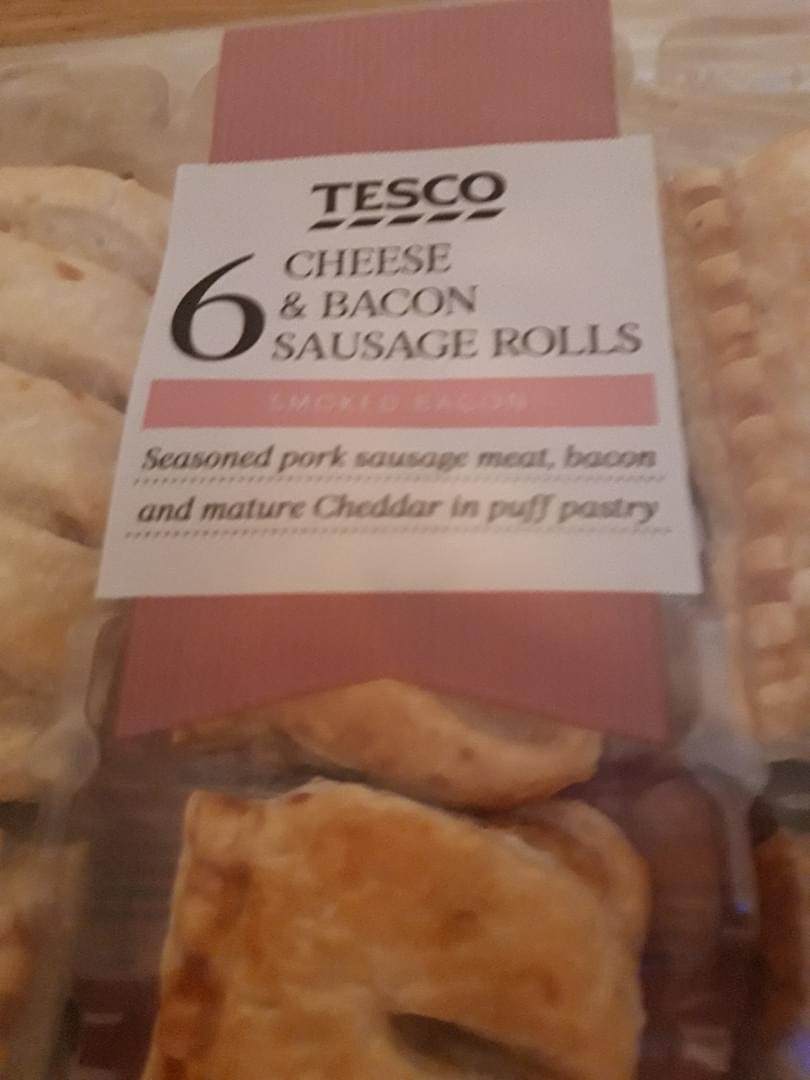 TESCO
6 CHEESE
& BACON
SAUSAGE ROLLS
SMOKED BACON
Seasoned pork sausage meat, bacon
and mature Cheddar in puff pastry